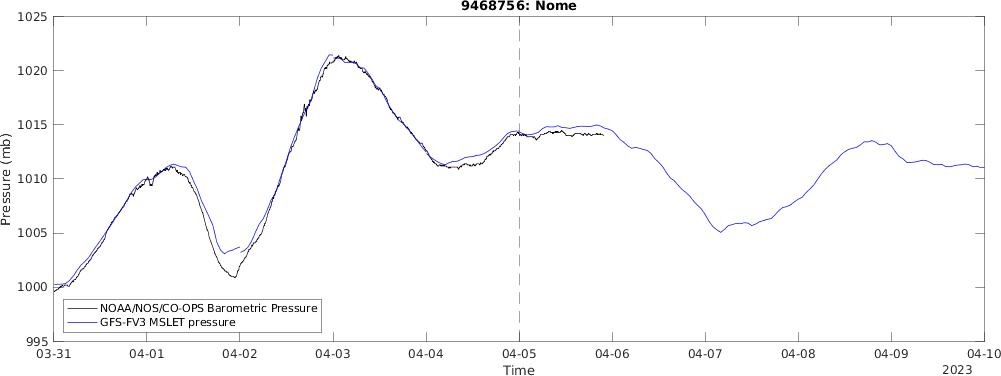 9468756: Nome
Pressure (mb)
1025
1020
1015
1010
1005
1000
995
NOAA/NOS/CO-OPS Barometric Pressure
GFS-FV3 MSLET pressure
03-31 04-01 04-02 04-03 04-04 04-05 04-06 04-07 04-08 04-09 04-10
Time
2023